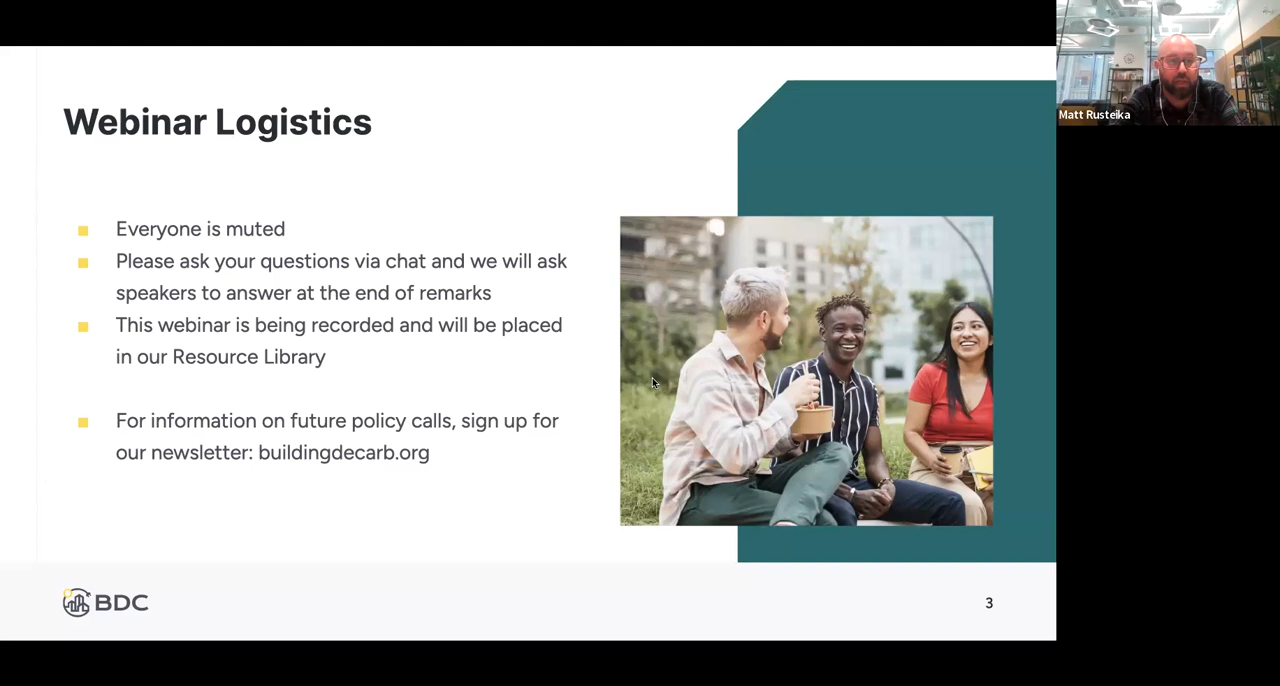 Webinar Logistics
Everyone is muted
Please ask your questions via chat and we will ask
speakers to answer at the end of remarks
This webinar is being recorded and will be placed
in our Resource Library
For information on future policy calls, sign up for
our newsletter: buildingdecarb.org
BDC
3
Matt Rusteika